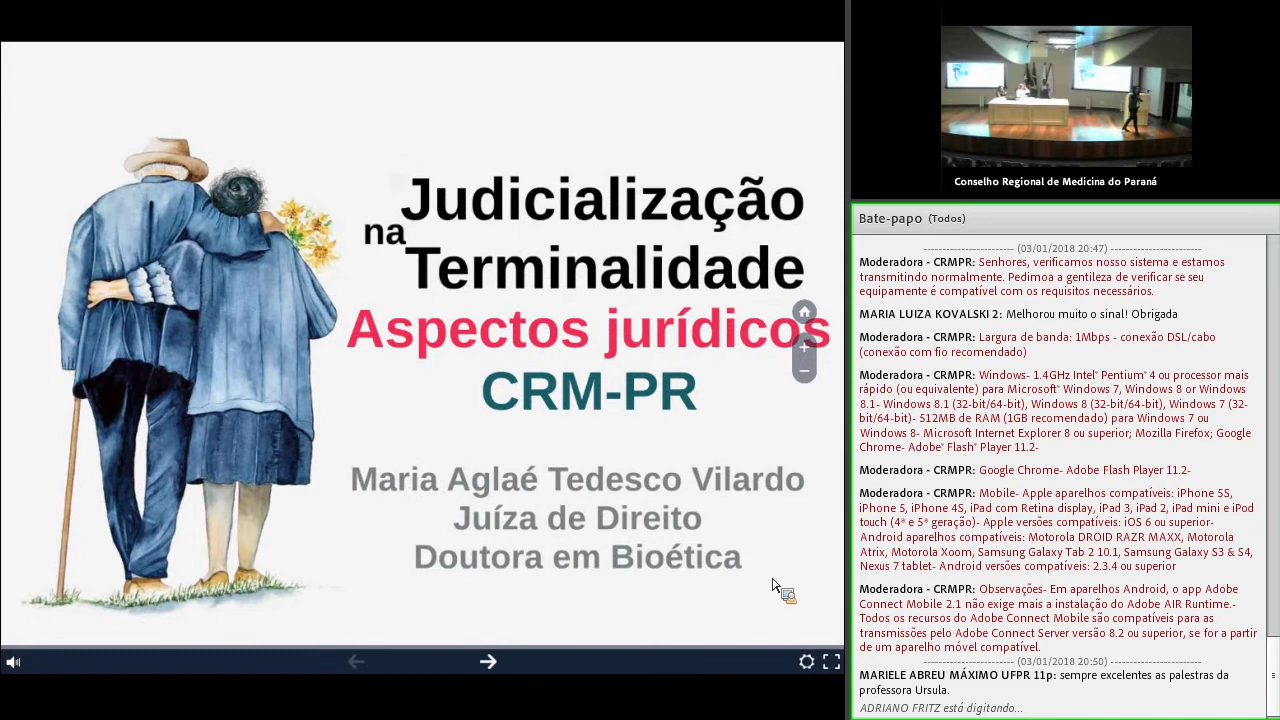 Judicialização
na
Terminalidade
Aspectos jurídicos
CRM-PR
Maria Aglaé Tedesco Vilardo
Juíza de Direito
Doutora em Bioética
Conselho Regional de Medicina do Paraná
Bate-papo (Todos)
------------------------ (03/01/2018 20:47) ------------------------
Moderadora - CRMPR: Senhores, verificamos nosso sistema e estamos
transmitindo normalmente. Pedimoa a gentileza de verificar se seu
equipamento é compatível com os requisitos necessários.
MARIA LUIZA KOVALSKI 2: Melhorou muito o sinal! Obrigada
Moderadora - CRMPR: Largura de banda: 1Mbps - conexão DSL/cabo
(conexão com fio recomendado)
Moderadora - CRMPR: Windows- 1.4GHz Intel® Pentium® 4 ou processor mais
rápido (ou equivalente) para Microsoft® Windows 7, Windows 8 or Windows
8.1- Windows 8.1 (32-bit/64-bit), Windows 8 (32-bit/64-bit), Windows 7 (32-
bit/64-bit)- 512MB de RAM (1GB recomendado) para Windows 7 ou
Windows 8- Microsoft Internet Explorer 8 ou superior; Mozilla Firefox; Google
Chrome- Adobe® Flash® Player 11.2-
Moderadora - CRMPR: Google Chrome- Adobe Flash Player 11.2-
Moderadora - CRMPR: Mobile- Apple aparelhos compatíveis: iPhone 5S,
iPhone 5, iPhone 4S, iPad com Retina display, iPad 3, iPad 2, iPad mini e iPod
touch (4ª e 5ª geração)- Apple versões compatíveis: iOS 6 ou superior-
Android aparelhos compatíveis: Motorola DROID RAZR MAXX, Motorola
Atrix, Motorola Xoom, Samsung Galaxy Tab 2 10.1, Samsung Galaxy S3 & S4,
Nexus 7 tablet- Android versões compatíveis: 2.3.4 ou superior
Moderadora - CRMPR: Observações- Em aparelhos Android, o app Adobe
Connect Mobile 2.1 não exige mais a instalação do Adobe AIR Runtime.-
Todos os recursos do Adobe Connect Mobile são compatíveis para as
transmissões pelo Adobe Connect Server versão 8.2 ou superior, se for a partir
de um aparelho móvel compatível.
------------------------ (03/01/2018 20:50) ------------------------
MARIELE ABREU MÁXIMO UFPR 11p: sempre excelentes as palestras da
professora Ursula.
ADRIANO FRITZ está digitando...